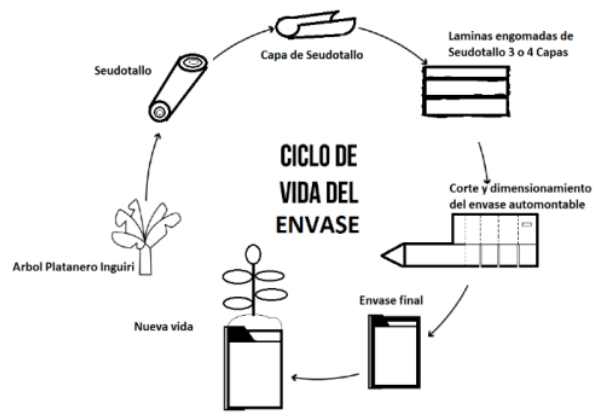 CICLO DE
VIDA DEL
ENVASE
Arbol Platanero Inguiri
Seudotallo
Capa de Seudotallo
Laminas engomadas de
Seudotallo 3 o 4 Capas
Corte y dimensionamiento
del envase automontable
Envase final
Nueva vida